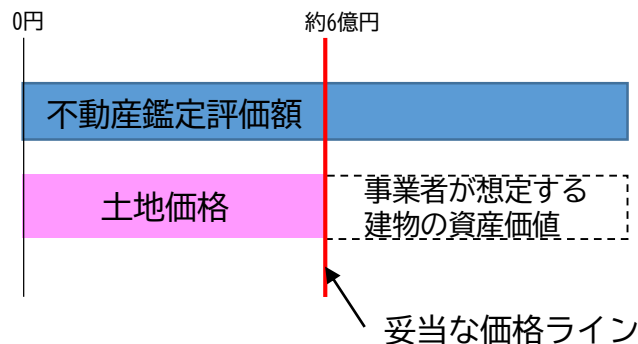 0円
約6億円
不動産鑑定評価額
土地価格
事業者が想定する
建物の資産価値
妥当な価格ライン